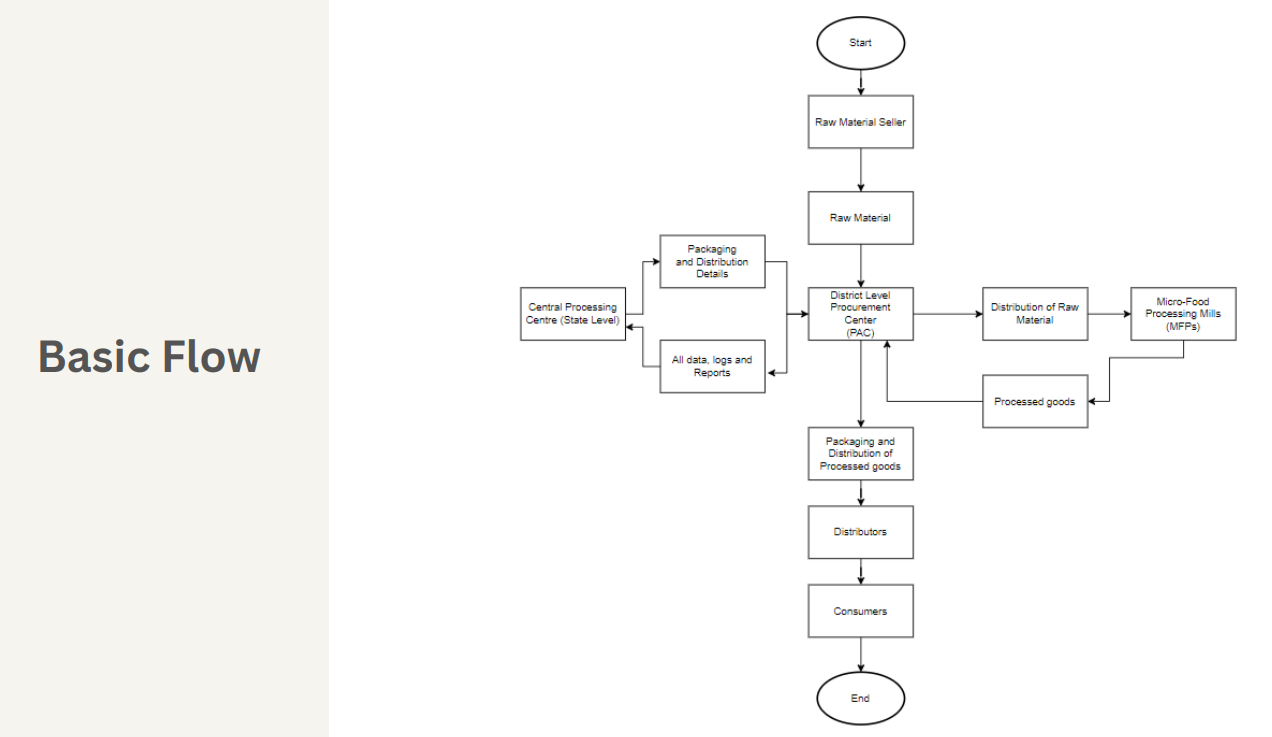 Basic Flow
Start
Raw Material Seller
Raw Material
Packaging
and Distribution
Details
Central Processing
Centre (State Level)
All data, logs and
Reports
District Level
Procurement
Center
(PAC)
Distribution of Raw
Material
Micro-Food
Processing Mills
(MFPs)
Processed goods
Packaging and
Distribution of
Processed goods
Distributors
Consumers
End